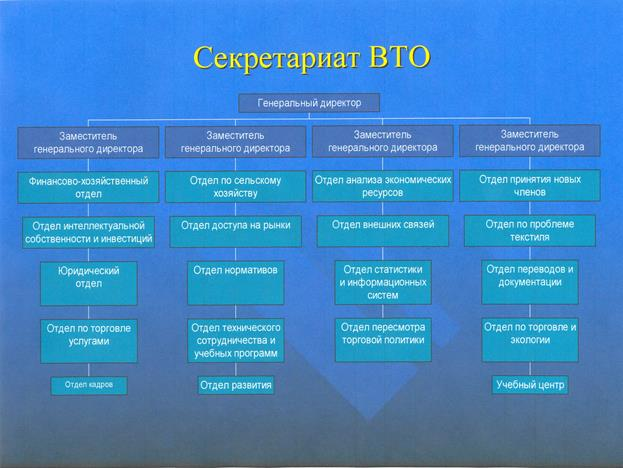 Секретариат ВТО
Генеральный директор
Заместитель
генерального директора
Заместитель
генерального директора
Заместитель
генерального директора
Заместитель
генерального директора
Финансово-хозяйственный
отдел
Отдел по сельскому
хозяйству
Отдел анализа экономических
ресурсов
Отдел принятия новых
членов
Отдел интеллектуальной
собственности и инвестиций
Отдел доступа на рынки
Отдел внешних связей
Отдел по проблеме
текстиля
Юридический
отдел
Отдел нормативов
Отдел статистики
и информационных
систем
Отдел переводов и
документации
Отдел по торговле
услугами
Отдел технического
сотрудничества и
учебных программ
Отдел пересмотра
торговой политики
Отдел по торговле и
экологии
Отдел кадров
Отдел развития
Учебный центр